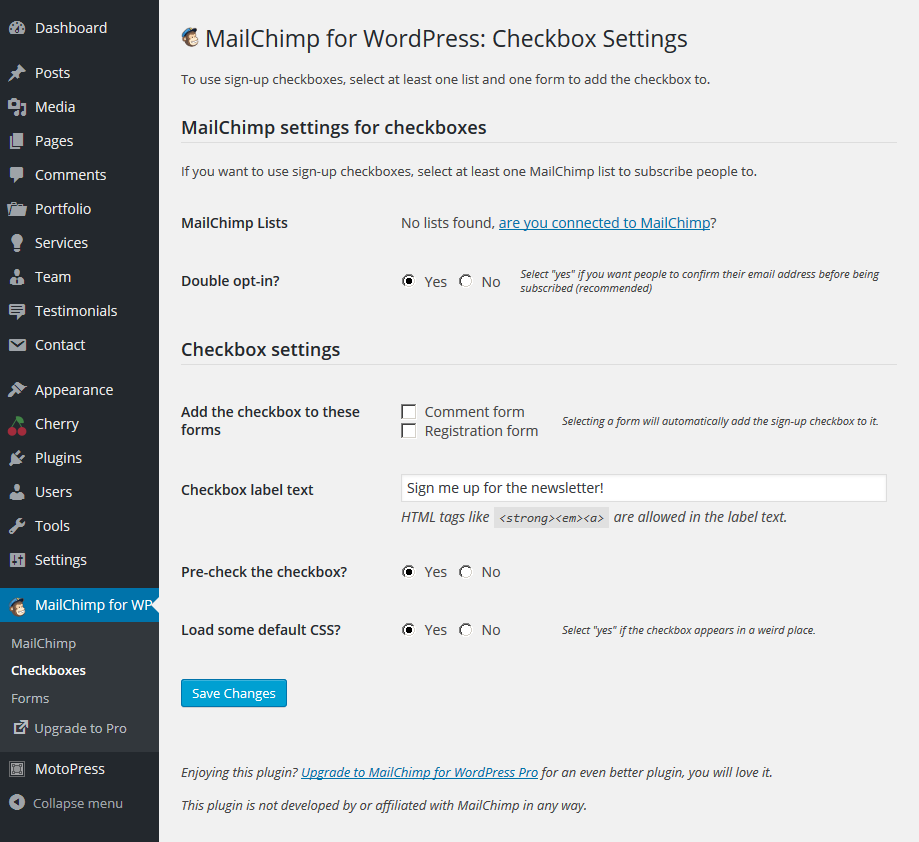 Dashboard
Posts
Media
Pages
Comments
Portfolio
Services
Team
Testimonials
Contact
Appearance
Cherry
Plugins
Users
Tools
Settings
MailChimp for WP
MailChimp
Checkboxes
Forms
Upgrade to Pro
MotoPress
Collapse menu
MailChimp for WordPress: Checkbox Settings
To use sign-up checkboxes, select at least one list and one form to add the checkbox to.
MailChimp settings for checkboxes
If you want to use sign-up checkboxes, select at least one MailChimp list to subscribe people to.
MailChimp Lists
No lists found, are you connected to MailChimp?
Double opt-in?
Yes No
Select "yes" if you want people to confirm their email address before being
subscribed (recommended)
Checkbox settings
Add the checkbox to these
forms
Comment form
Registration form
Selecting a form will automatically add the sign-up checkbox to it.
Checkbox label text
Sign me up for the newsletter!
HTML tags like <strong><em><a> are allowed in the label text.
Pre-check the checkbox?
Yes No
Load some default CSS?
Yes No
Select "yes" if the checkbox appears in a weird place.
Save Changes
Enjoying this plugin? Upgrade to MailChimp for WordPress Pro for an even better plugin, you will love it.
This plugin is not developed by or affiliated with MailChimp in any way.